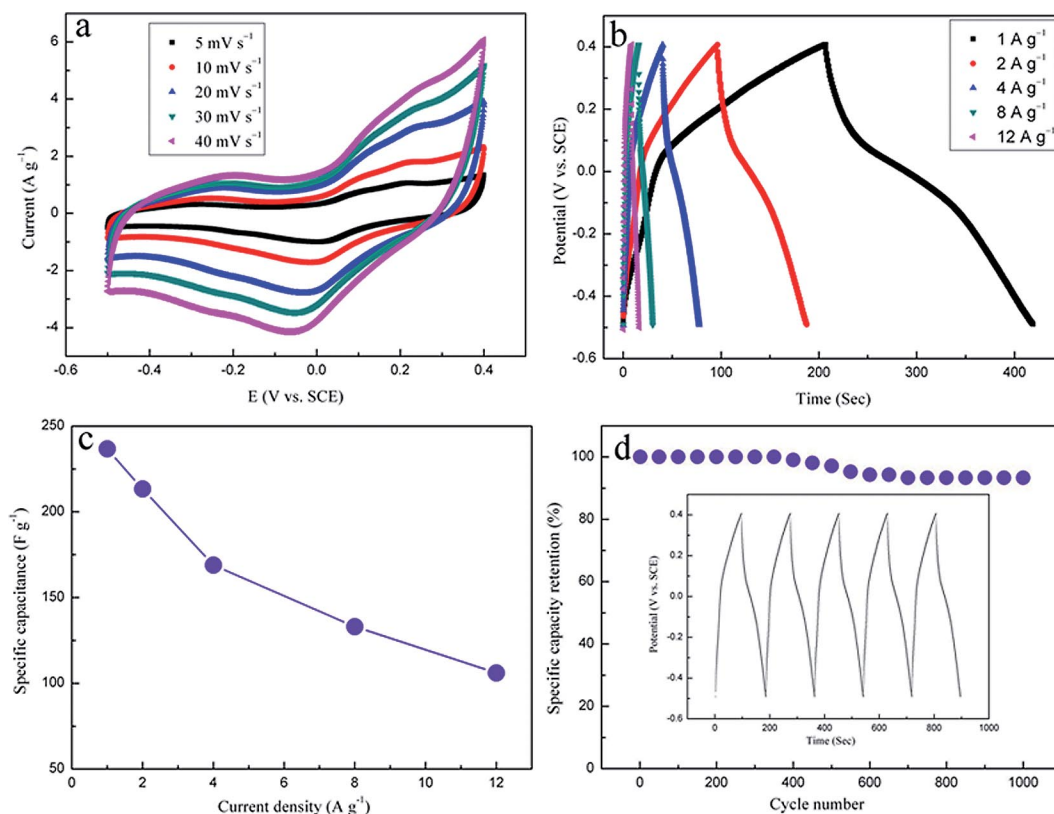 a
5 mV s⁻¹
10 mV s⁻¹
20 mV s⁻¹
30 mV s⁻¹
40 mV s⁻¹
6
4
2
0
-2
-4
Current (A g⁻¹)
-0.6 -0.4 -0.2 0.0 0.2 0.4
E (V vs. SCE)
b
1 A g⁻¹
2 A g⁻¹
4 A g⁻¹
8 A g⁻¹
12 A g⁻¹
0.4
0.2
0.0
-0.2
-0.4
-0.6
Potential (V vs. SCE)
0 100 200 300 400
Time (Sec)
c
250
200
150
100
50
Specific capacitance (F g⁻¹)
0 2 4 6 8 10 12
Current density (A g⁻¹)
d
100
80
60
40
20
0
Specific capacity retention (%)
0.4
0.2
0.0
-0.2
-0.4
-0.6
Potential (V vs. SCE)
0 200 400 600 800 1000
Time (Sec)
0 200 400 600 800 1000
Cycle number